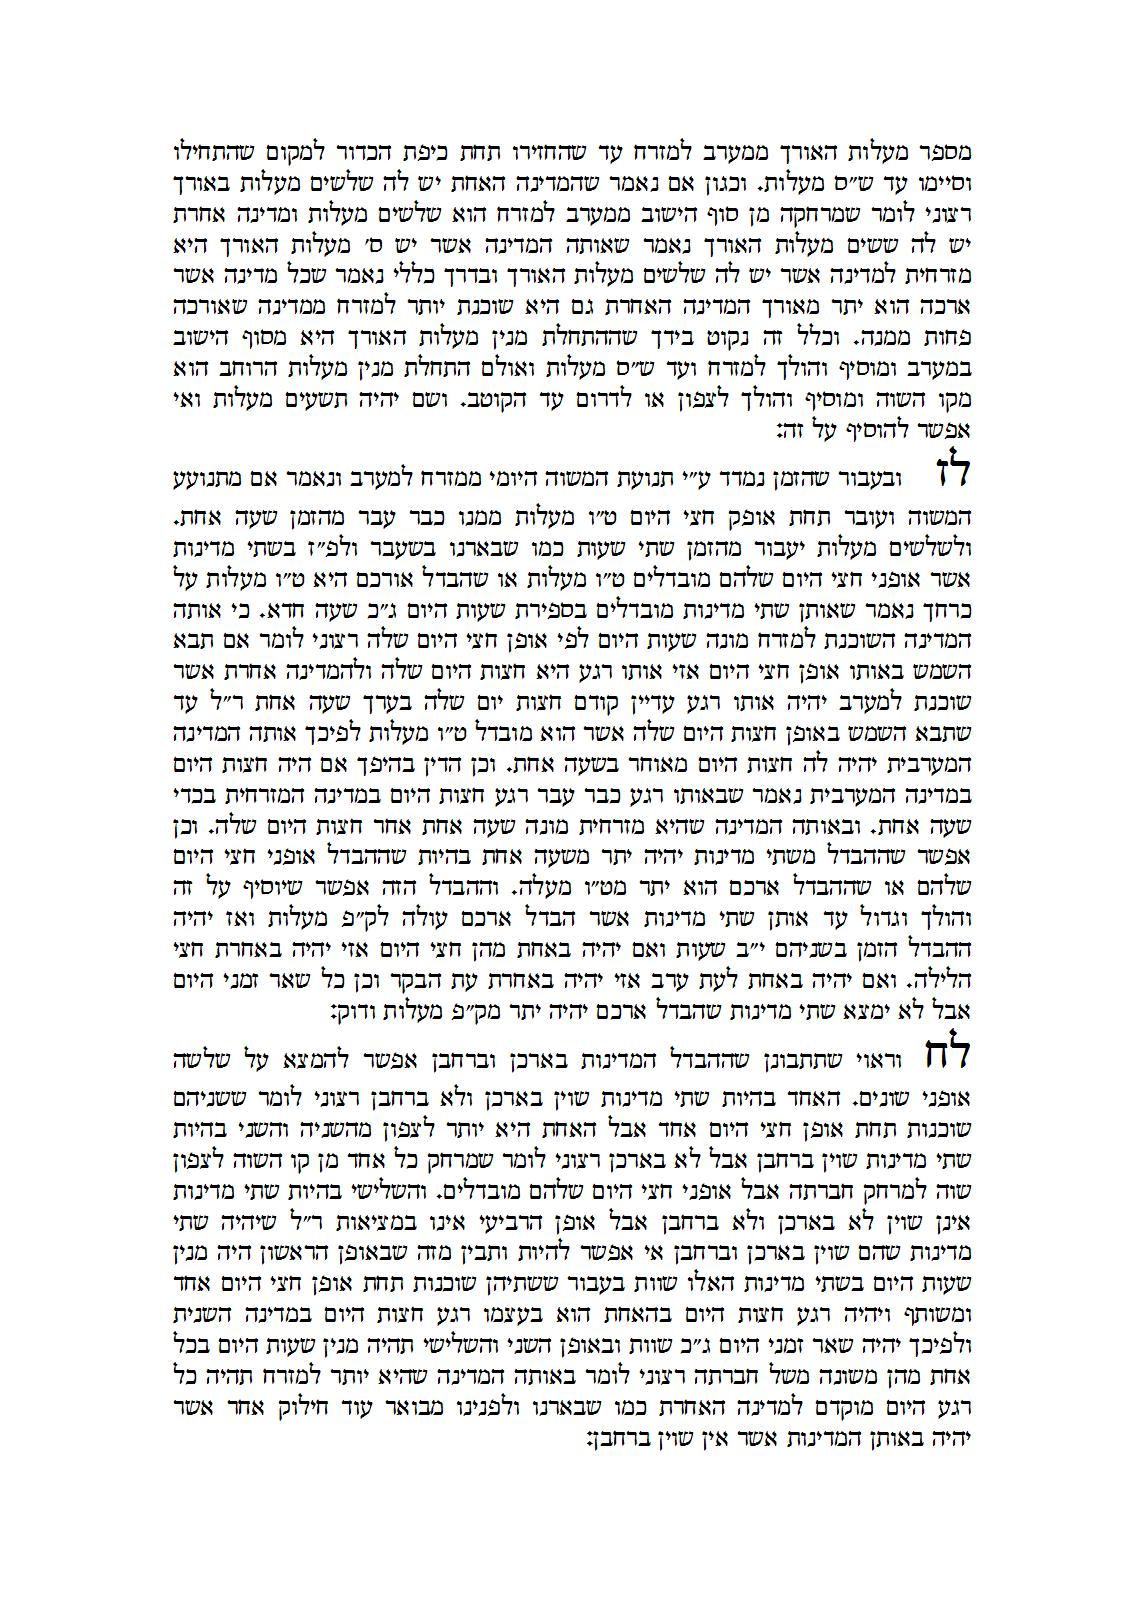 מספר מעלות האורך ממערב למזרח עד שהחזירו תחת כיפת הכדור למקום שהתחילו
וסיימו עד ש״ס מעלות. וכגון אם נאמר שהמדינה האחת יש לה שלשים מעלות באורך
רצוני לומר שמרחקה מן סוף הישוב ממערב למזרח הוא שלשים מעלות ומדינה אחרת
יש לה ששים מעלות האורך נאמר שאותה המדינה אשר יש ס׳ מעלות האורך היא
מזרחית למדינה אשר יש לה שלשים מעלות האורך ובדרך כללי נאמר שכל מדינה אשר
ארכה הוא יתר מאורך המדינה האחרת גם היא שוכנת יותר למזרח ממדינה שאורכה
פחות ממנה. וכלל זה נקוט בידך שההתחלת מנין מעלות האורך היא מסוף הישוב
במערב ומוסיף והולך למזרח ועד ש״ס מעלות ואולם התחלת מנין מעלות הרוחב הוא
מקו השוה ומוסיף והולך לצפון או לדרום עד הקוטב. ושם יהיה תשעים מעלות ואי
אפשר להוסיף על זה:
לז ובעבור שהזמן נמדד ע״י תנועת המשוה היומי ממזרח למערב ונאמר אם מתנועע
המשוה ועובר תחת אופק חצי היום ט״ו מעלות ממנו כבר עבר מהזמן שעה אחת.
ולשלשים מעלות יעבור מהזמן שתי שעות כמו שבארנו בשעבר ולפ״ז בשתי מדינות
אשר אופני חצי היום שלהם מובדלים ט״ו מעלות או שהבדל אורכם היא ט״ו מעלות על
כרחך נאמר שאותן שתי מדינות מובדלים בספירת שעות היום ג״כ שעה חדא. כי אותה
המדינה השוכנת למזרח מונה שעות היום לפי אופן חצי היום שלה רצוני לומר אם תבא
השמש באותו אופן חצי היום אזי אותו רגע היא חצות היום שלה ולהמדינה אחרת אשר
שוכנת למערב יהיה אותו רגע עדיין קודם חצות יום שלה בערך שעה אחת ר״ל עד
שתבא השמש באופן חצות היום שלה אשר הוא מובדל ט״ו מעלות לפיכך אותה המדינה
המערבית יהיה לה חצות היום מאוחר בשעה אחת. וכן הדין בהיפך אם היה חצות היום
במדינה המערבית נאמר שבאותו רגע כבר עבר רגע חצות היום במדינה המזרחית בכדי
שעה אחת. ובאותה המדינה שהיא מזרחית מונה שעה אחת אחר חצות היום שלה. וכן
אפשר שההבדל משתי מדינות יהיה יתר משעה אחת בהיות שההבדל אופני חצי היום
שלהם או שההבדל ארכם הוא יתר מט״ו מעלה. וההבדל הזה אפשר שיוסיף על זה
והולך וגדול עד אותן שתי מדינות אשר הבדל ארכם עולה לק״פ מעלות ואז יהיה
ההבדל הזמן בשניהם י״ב שעות ואם יהיה באחת מהן חצי היום אזי יהיה באחרת חצי
הלילה. ואם יהיה באחת לעת ערב אזי יהיה באחרת עת הבקר וכן כל שאר זמני היום
אבל לא ימצא שתי מדינות שהבדל ארכם יהיה יתר מק״פ מעלות ודוק:
לח וראוי שתתבונן שההבדל המדינות בארכן וברחבן אפשר להמצא על שלשה
אופני שונים. האחד בהיות שתי מדינות שוין בארכן ולא ברחבן רצוני לומר ששניהם
שוכנות תחת אופן חצי היום אחד אבל האחת היא יותר לצפון מהשניה והשני בהיות
שתי מדינות שוין ברחבן אבל לא בארכן רצוני לומר שמרחק כל אחד מן קו השוה לצפון
שוה למרחק חברתה אבל אופני חצי היום שלהם מובדלים. והשלישי בהיות שתי מדינות
אינן שוין לא בארכן ולא ברחבן אבל אופן הרביעי אינו במציאות ר״ל שיהיה שתי
מדינות שהם שוין בארכן וברחבן אי אפשר להיות ותבין מזה שבאופן הראשון היה מנין
שעות היום בשתי מדינות האלו שוות בעבור ששתיהן שוכנות תחת אופן חצי היום אחד
ומשותף ויהיה רגע חצות היום בהאחת הוא בעצמו רגע חצות היום במדינה השנית
ולפיכך יהיה שאר זמני היום ג״כ שוות ובאופן השני והשלישי תהיה מנין שעות היום בכל
אחת מהן משונה משל חברתה רצוני לומר באותה המדינה שהיא יותר למזרח תהיה כל
רגע היום מוקדם למדינה האחרת כמו שבארנו ולפנינו מבואר עוד חילוק אחר אשר
יהיה באותן המדינות אשר אין שוין ברחבן: